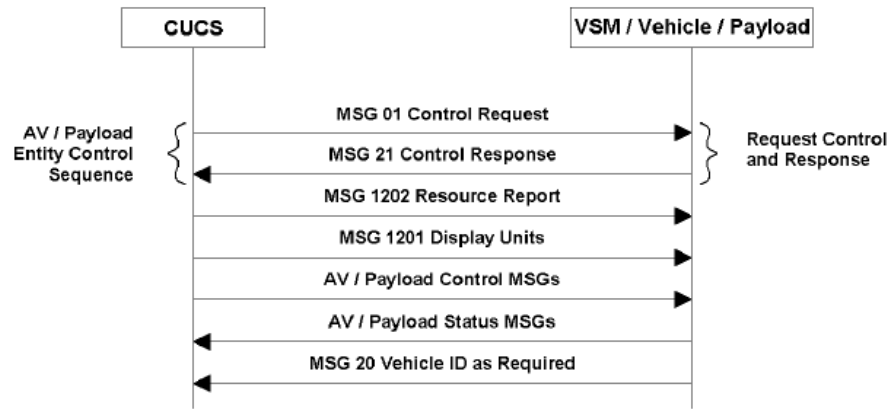 CUCS
VSM / Vehicle / Payload
MSG 01 Control Request
AV / Payload
Entity Control
Sequence
MSG 21 Control Response
Request Control
and Response
MSG 1202 Resource Report
MSG 1201 Display Units
AV / Payload Control MSGs
AV / Payload Status MSGs
MSG 20 Vehicle ID as Required